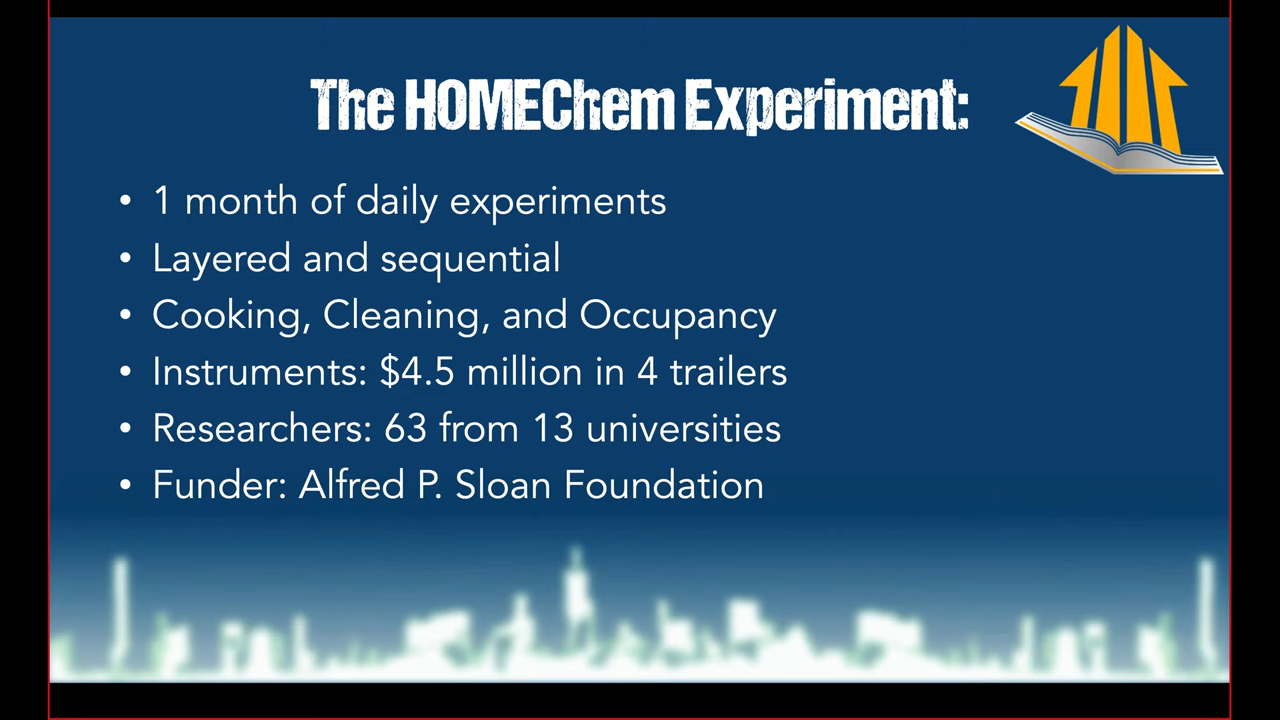 The HOMEChem Experiment:
• 1 month of daily experiments
• Layered and sequential
• Cooking, Cleaning, and Occupancy
• Instruments: $4.5 million in 4 trailers
• Researchers: 63 from 13 universities
• Funder: Alfred P. Sloan Foundation